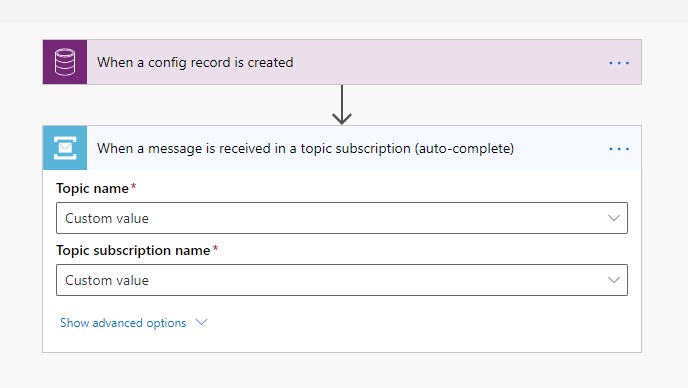 When a config record is created
When a message is received in a topic subscription (auto-complete)
Topic name*
Custom value
Topic subscription name*
Custom value
Show advanced options